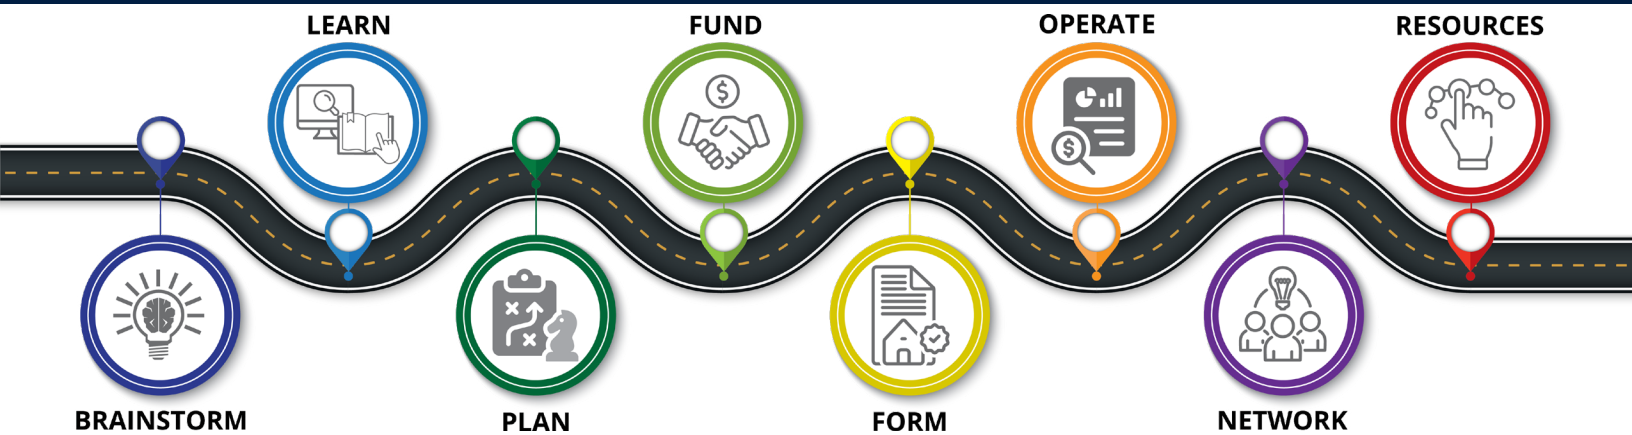 LEARN
FUND
OPERATE
RESOURCES
$
$
BRAINSTORM
PLAN
FORM
NETWORK